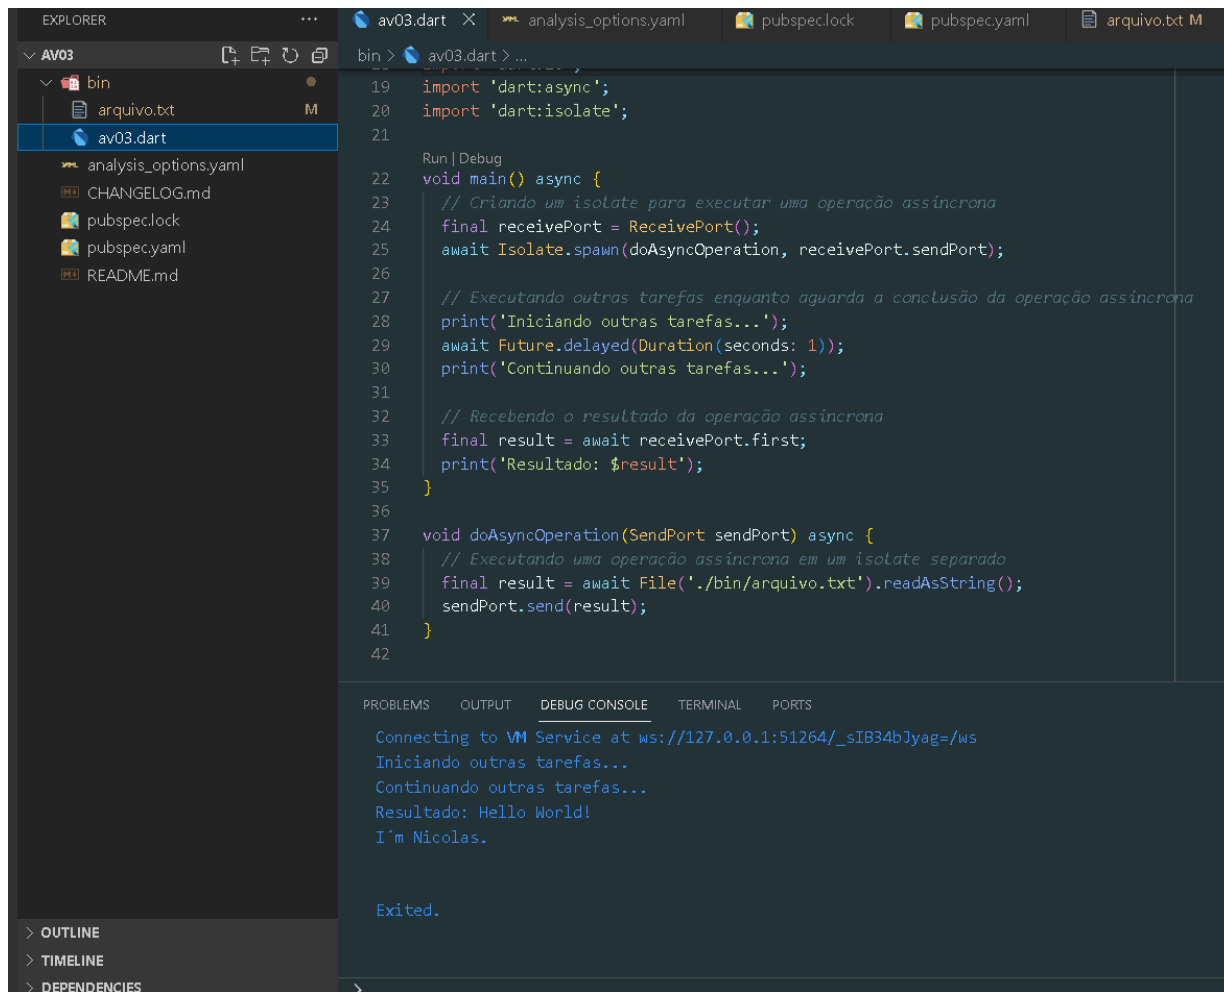 EXPLORER ...
AV03
bin
arquivo.txt M
av03.dart
analysis_options.yaml
CHANGELOG.md
pubspec.lock
pubspec.yaml
README.md
OUTLINE
TIMELINE
DEPENDENCIES
av03.dart analysis_options.yaml pubspec.lock pubspec.yaml arquivo.txt M
bin > av03.dart > ...
19 import 'dart:async';
20 import 'dart:isolate';
21
Run | Debug
22 void main() async {
23 // Criando um isolate para executar uma operação assíncrona
24 final receivePort = ReceivePort();
25 await Isolate.spawn(doAsyncOperation, receivePort.sendPort);
26
27 // Executando outras tarefas enquanto aguarda a conclusão da operação assíncrona
28 print('Iniciando outras tarefas...');
29 await Future.delayed(Duration(seconds: 1));
30 print('Continuando outras tarefas...');
31
32 // Recebendo o resultado da operação assíncrona
33 final result = await receivePort.first;
34 print('Resultado: $result');
35 }
36
37 void doAsyncOperation(SendPort sendPort) async {
38 // Executando uma operação assíncrona em um isolate separado
39 final result = await File('./bin/arquivo.txt').readAsString();
40 sendPort.send(result);
41 }
42
PROBLEMS OUTPUT DEBUG CONSOLE TERMINAL PORTS
Connecting to VM Service at ws://127.0.0.1:51264/_sIB34bJyag=/ws
Iniciando outras tarefas...
Continuando outras tarefas...
Resultado: Hello World!
I´m Nicolas.
Exited.